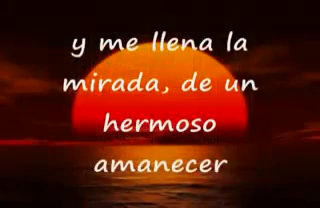 y me llena la
mirada, de un
hermoso
amanecer